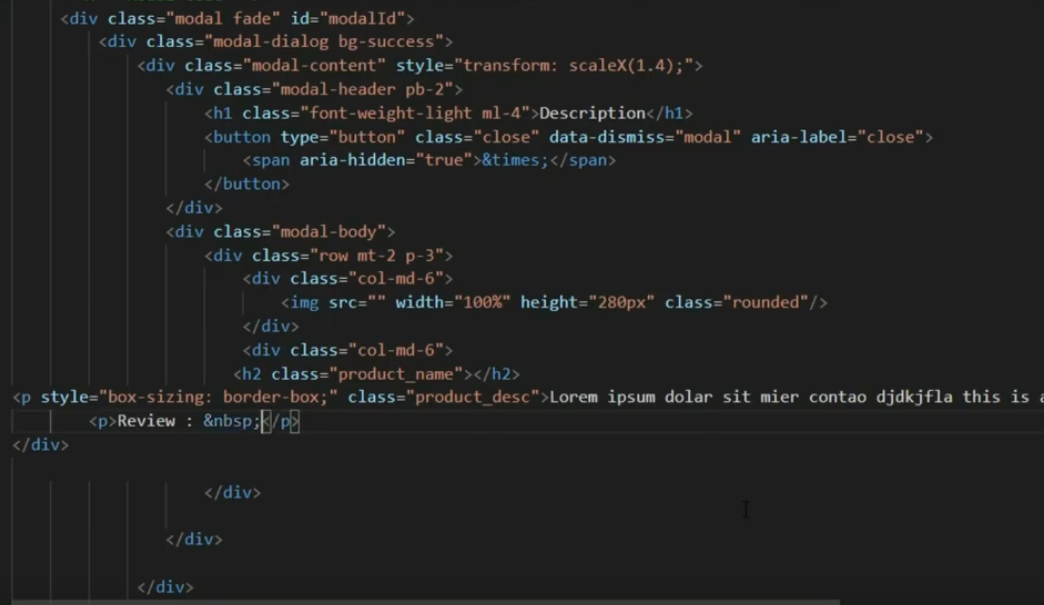 <div class="modal fade" id="modalId">
<div class="modal-dialog bg-success">
<div class="modal-content" style="transform: scaleX(1.4);">
<div class="modal-header pb-2">
<h1 class="font-weight-light ml-4">Description</h1>
<button type="button" class="close" data-dismiss="modal" aria-label="close">
<span aria-hidden="true">&times;</span>
</button>
</div>
<div class="modal-body">
<div class="row mt-2 p-3">
<div class="col-md-6">
<img src="" width="100%" height="280px" class="rounded"/>
</div>
<div class="col-md-6">
<h2 class="product_name"></h2>
<p style="box-sizing: border-box;" class="product_desc">Lorem ipsum dolar sit mier contao djdkjfla this is a
<p>Review : &nbsp;</p>
</div>
</div>
</div>
</div>